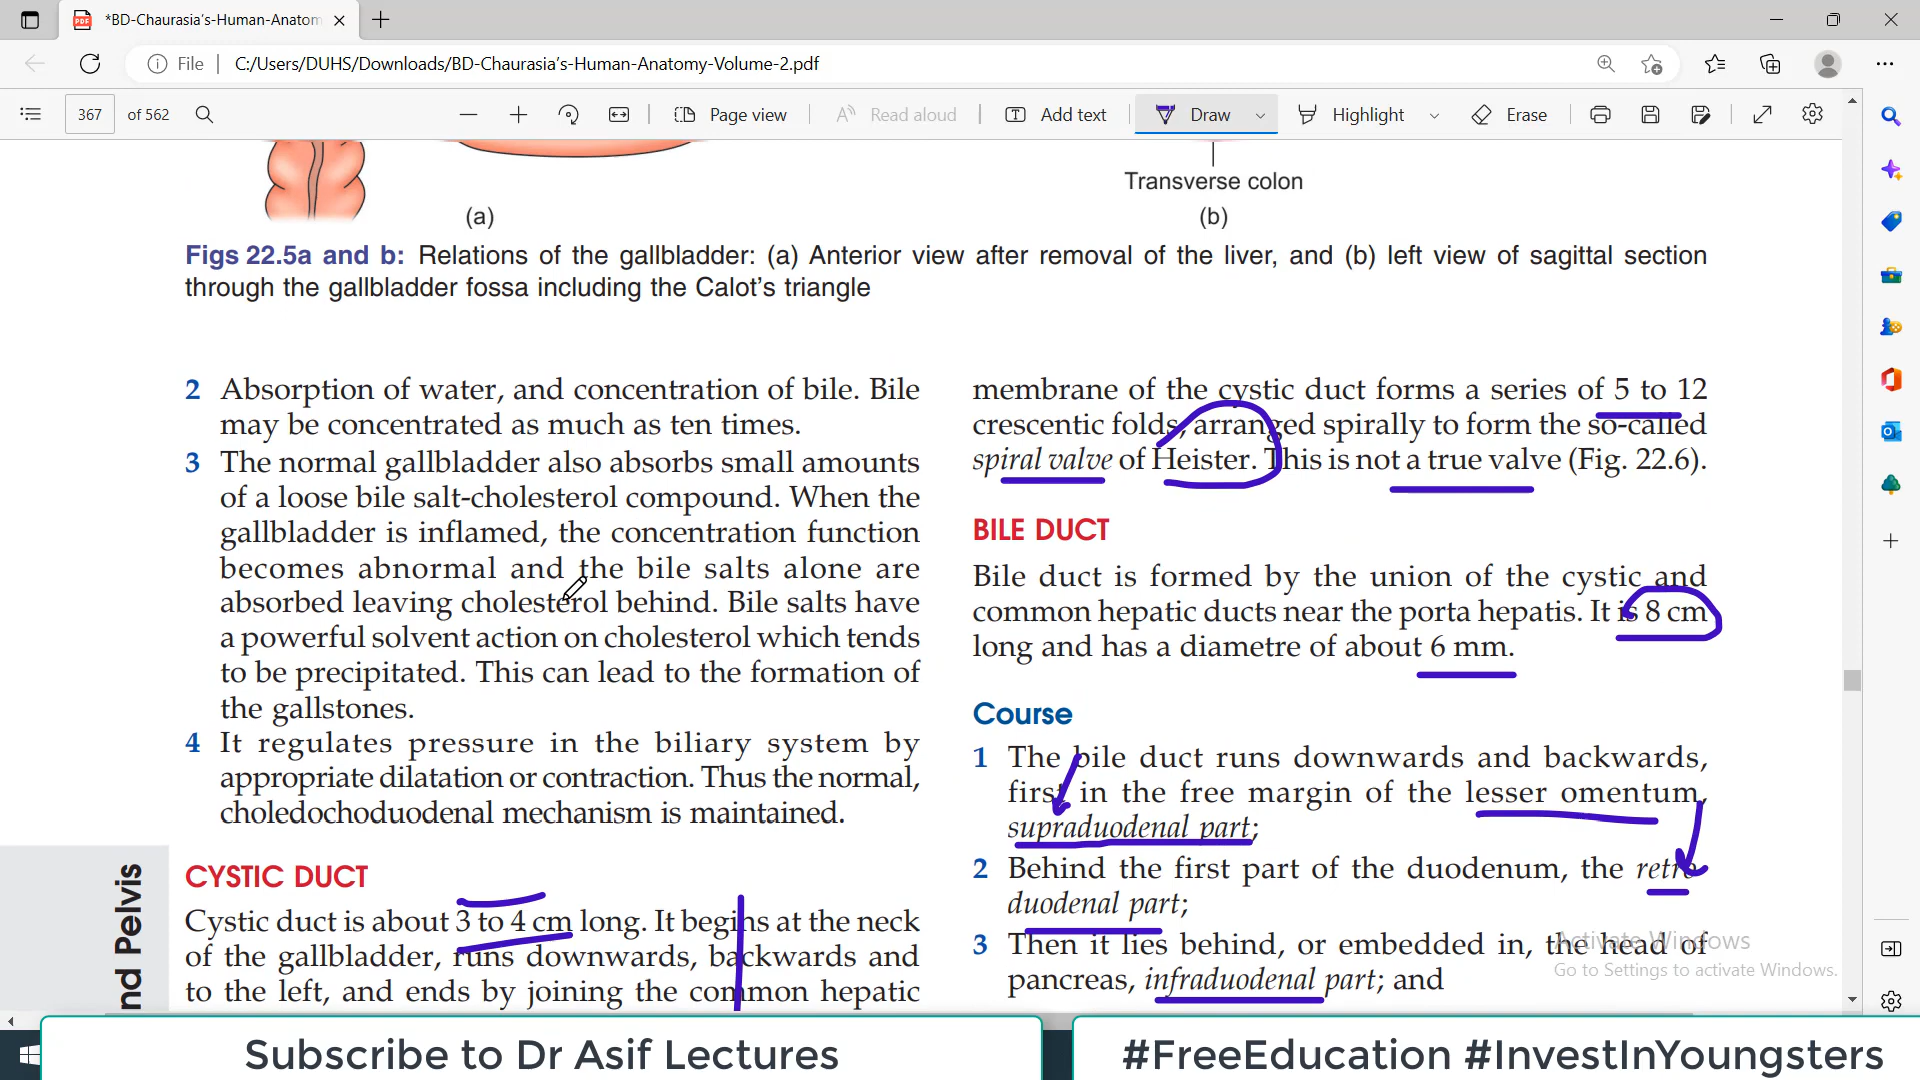 *BD-Chaurasia's-Human-Anatom
File
C:/Users/DUHS/Downloads/BD-Chaurasia's-Human-Anatomy-Volume-2.pdf
367 of 562
Page view
Read aloud
Add text
Draw
Highlight
Erase
Transverse colon
(a)
(b)
Figs 22.5a and b: Relations of the gallbladder: (a) Anterior view after removal of the liver, and (b) left view of sagittal section
through the gallbladder fossa including the Calot's triangle
2 Absorption of water, and concentration of bile. Bile
may be concentrated as much as ten times.
3 The normal gallbladder also absorbs small amounts
of a loose bile salt-cholesterol compound. When the
gallbladder is inflamed, the concentration function
becomes abnormal and the bile salts alone are
absorbed leaving cholesterol behind. Bile salts have
a powerful solvent action on cholesterol which tends
to be precipitated. This can lead to the formation of
the gallstones.
4 It regulates pressure in the biliary system by
appropriate dilatation or contraction. Thus the normal,
choledochoduodenal mechanism is maintained.
CYSTIC DUCT
Cystic duct is about 3 to 4 cm long. It begins at the neck
of the gallbladder, runs downwards, backwards and
to the left, and ends by joining the common hepatic
nd Pelvis
membrane of the cystic duct forms a series of 5 to 12
crescentic folds, arranged spirally to form the so-called
spiral valve of Heister. This is not a true valve (Fig. 22.6).
BILE DUCT
Bile duct is formed by the union of the cystic and
common hepatic ducts near the porta hepatis. It is 8 cm
long and has a diametre of about 6 mm.
Course
1 The bile duct runs downwards and backwards,
first in the free margin of the lesser omentum,
supraduodenal part;
2 Behind the first part of the duodenum, the retro-
duodenal part;
3 Then it lies behind, or embedded in, the head of
pancreas, infraduodenal part; and
Activate Windows
Go to Settings to activate Windows.
Subscribe to Dr Asif Lectures
#FreeEducation #InvestInYoungsters